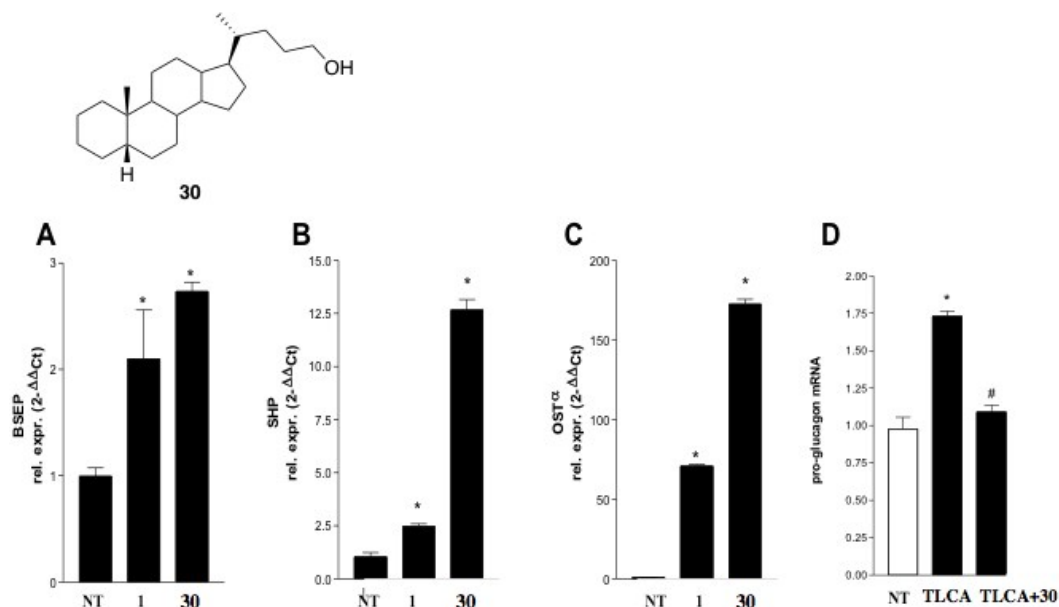 OH
H
30
A
BSEP
rel. expr. (2-ΔΔCt)
3
2
1
0
NT 1 30
B
SHP
rel. expr. (2-ΔΔCt)
15.0
12.5
10.0
7.5
5.0
2.5
0.0
*
*
NT 1 30
C
OSTα
rel. expr. (2-ΔΔCt)
200
150
100
50
0
*
*
NT 1 30
D
pro-glucagon mRNA
2.00
1.75
1.50
1.25
1.00
0.75
0.50
0.25
0.00
*
#
NT TLCA TLCA+30